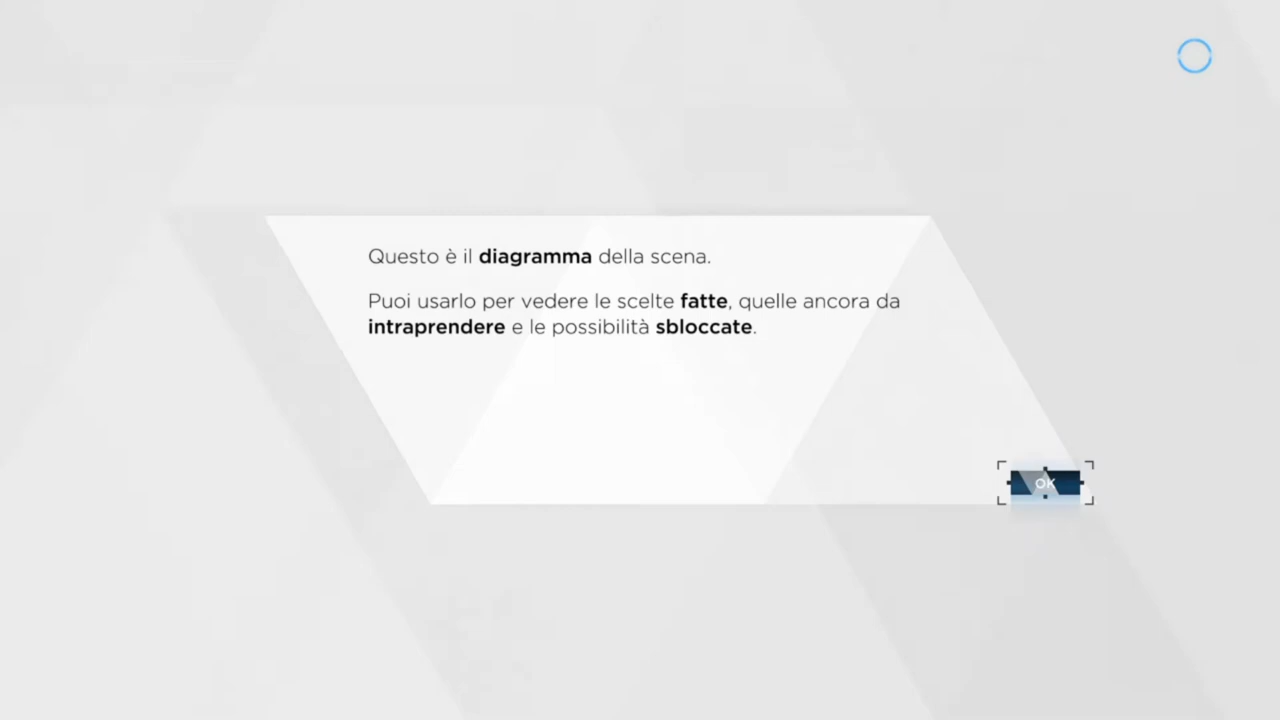 Questo è il diagramma della scena.
Puoi usarlo per vedere le scelte fatte, quelle ancora da
intraprendere e le possibilità sbloccate.
OK